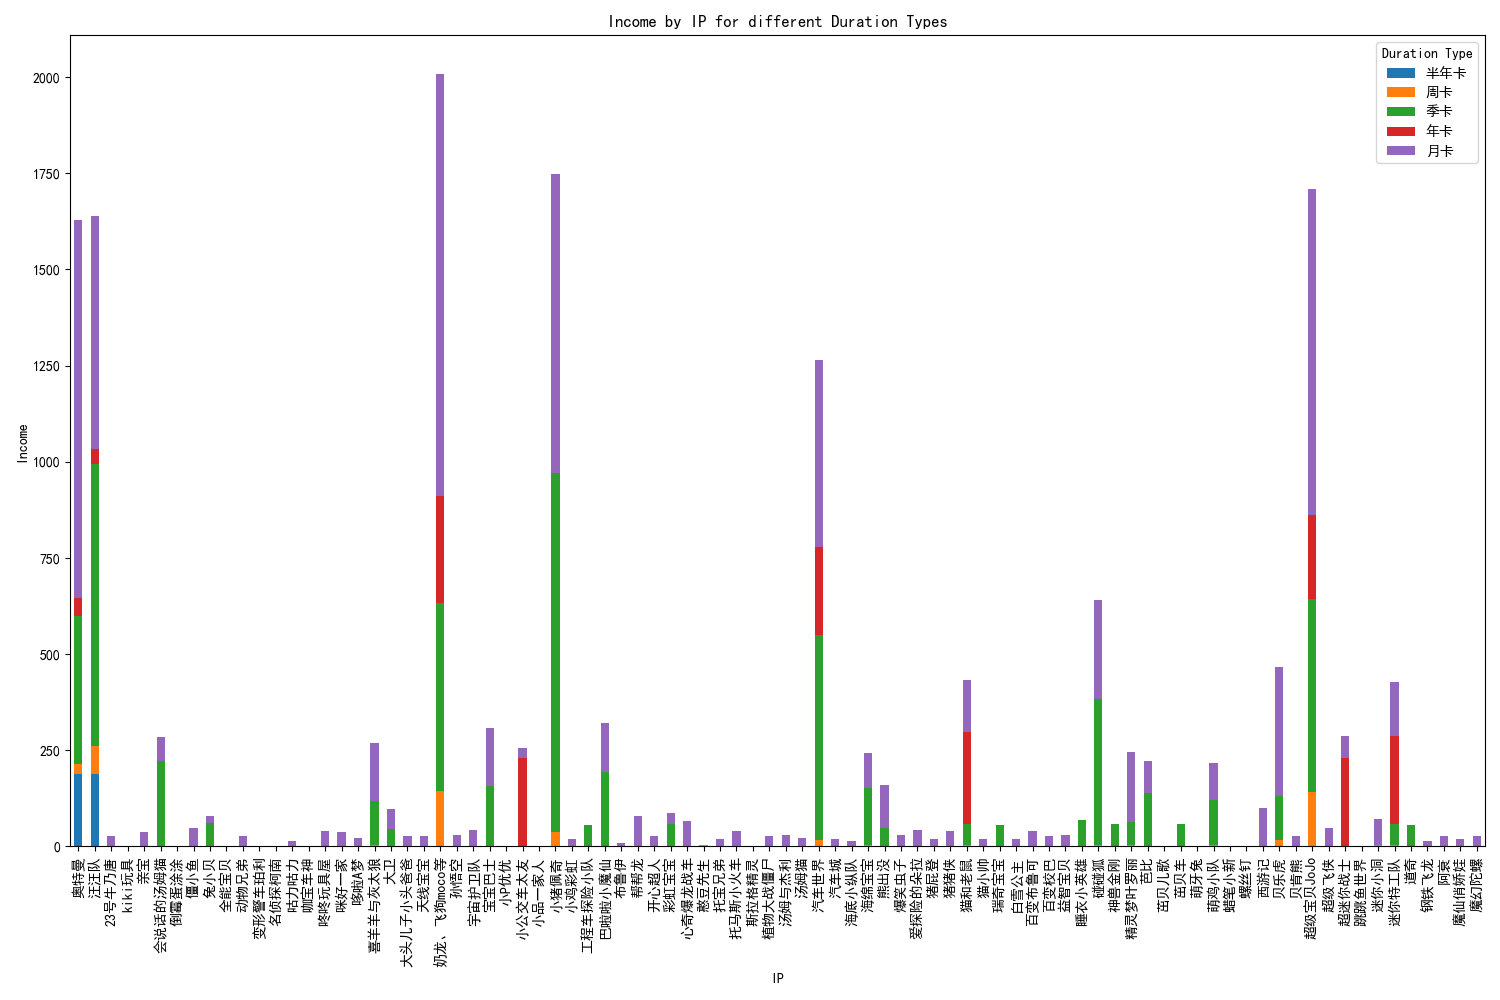 Income by IP for different Duration Types
Duration Type
半年卡
周卡
季卡
年卡
月卡
Income
2000
1750
1500
1250
1000
750
500
250
0
奥特曼
汪汪队
23号牛乃唐
kiki玩具
亲宝
会说话的汤姆猫
倒霉蛋涂涂
僵小鱼
兔小贝
全能宝贝
动物兄弟
变形警车珀利
名侦探柯南
咕力咕力
咖宝车神
咚咚玩具屋
咪好一家
哆啦A梦
喜羊羊与灰太狼
大卫
大头儿子小头爸爸
天线宝宝
奶龙、飞狗moco等
孙悟空
宇宙护卫队
宝宝巴士
小优优
小公交车太友
小品一家人
小猪佩奇
小鸡彩虹
工程车探险小队
巴啦啦小魔仙
布鲁伊
帮帮龙
开心超人
彩虹宝宝
心奇爆龙战车
憨豆先生
托宝兄弟
托马斯小火车
斯拉格精灵
植物大战僵尸
汤姆与杰利
汤姆猫
汽车世界
汽车城
海底小纵队
海绵宝宝
熊出没
爆笑虫子
爱探险的朵拉
猪屁登
猪猪侠
猫和老鼠
猫小帅
瑞奇宝宝
白雪公主
百变布鲁可
百变校巴
益智宝贝
睡衣小英雄
碰碰狐
神兽金刚
精灵梦叶罗丽
芭比
茁贝儿歌
茁贝车
萌牙兔
萌鸡小队
蜡笔小新
螺丝钉
西游记
贝乐虎
贝肯熊
超级宝贝JoJo
超级飞侠
超迷你战士
跳跳鱼世界
迷你小洞
迷你特工队
道奇
钢铁飞龙
阿衰
魔仙俏娇娃
魔幻陀螺
IP